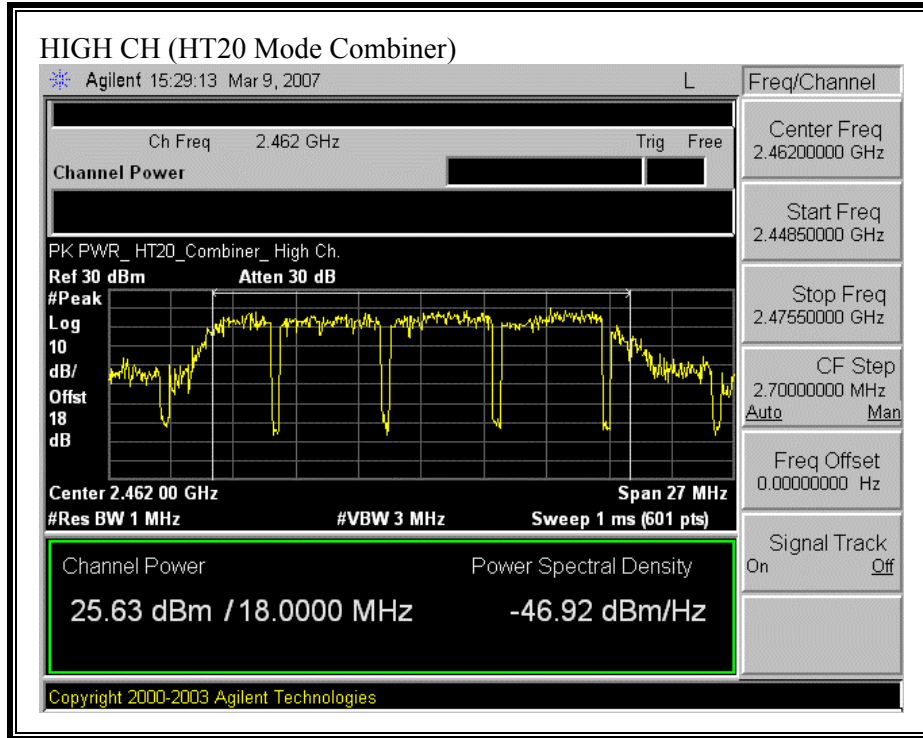 HIGH CH (HT20 Mode Combiner)
Agilent 15:29:13 Mar 9, 2007 L
Freq/Channel
Ch Freq 2.462 GHz Trig Free
Channel Power
Center Freq
2.46200000 GHz
Start Freq
2.44850000 GHz
PK PWR_ HT20_Combiner_ High Ch.
Ref 30 dBm Atten 30 dB
#Peak
Log
10
dB/
Offst
18
dB
Stop Freq
2.47550000 GHz
CF Step
2.70000000 MHz
Auto Man
Center 2.462 00 GHz Span 27 MHz
#Res BW 1 MHz #VBW 3 MHz Sweep 1 ms (601 pts)
Freq Offset
0.00000000 Hz
Signal Track
On Off
Channel Power Power Spectral Density
25.63 dBm / 18.0000 MHz -46.92 dBm/Hz
Copyright 2000-2003 Agilent Technologies